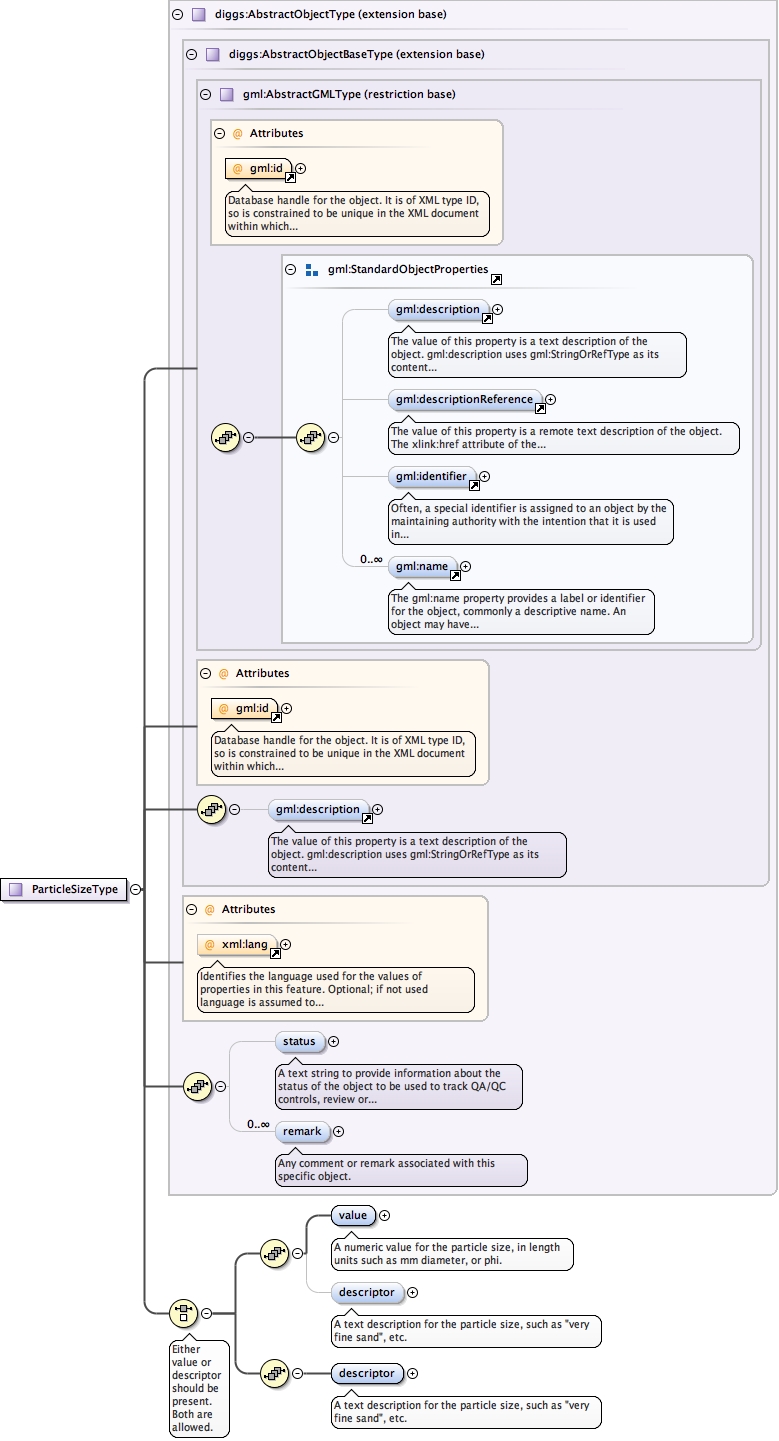 diggs:AbstractObjectType (extension base)
diggs:AbstractObjectBaseType (extension base)
gml:AbstractGMLType (restriction base)
@ Attributes
@ gml:id
Database handle for the object. It is of XML type ID,
so is constrained to be unique in the XML document
within which...
gml:StandardObjectProperties
gml:description
The value of this property is a text description of the
object. gml:description uses gml:StringOrRefType as its
content...
gml:descriptionReference
The value of this property is a remote text description of the object.
The xlink:href attribute of the...
gml:identifier
Often, a special identifier is assigned to an object by the
maintaining authority with the intention that it is used
in...
0..∞ gml:name
The gml:name property provides a label or identifier
for the object, commonly a descriptive name. An
object may have...
@ Attributes
@ gml:id
Database handle for the object. It is of XML type ID,
so is constrained to be unique in the XML document
within which...
gml:description
The value of this property is a text description of the
object. gml:description uses gml:StringOrRefType as its
content...
ParticleSizeType
@ Attributes
@ xml:lang
Identifies the language used for the values of
properties in this feature. Optional; if not used
language is assumed to...
status
A text string to provide information about the
status of the object to be used to track QA/QC
controls, review or...
0..∞ remark
Any comment or remark associated with this
specific object.
value
A numeric value for the particle size, in length
units such as mm diameter, or phi.
descriptor
A text description for the particle size, such as "very
fine sand", etc.
Either
value or
descriptor
should be
present.
Both are
allowed.
descriptor
A text description for the particle size, such as "very
fine sand", etc.